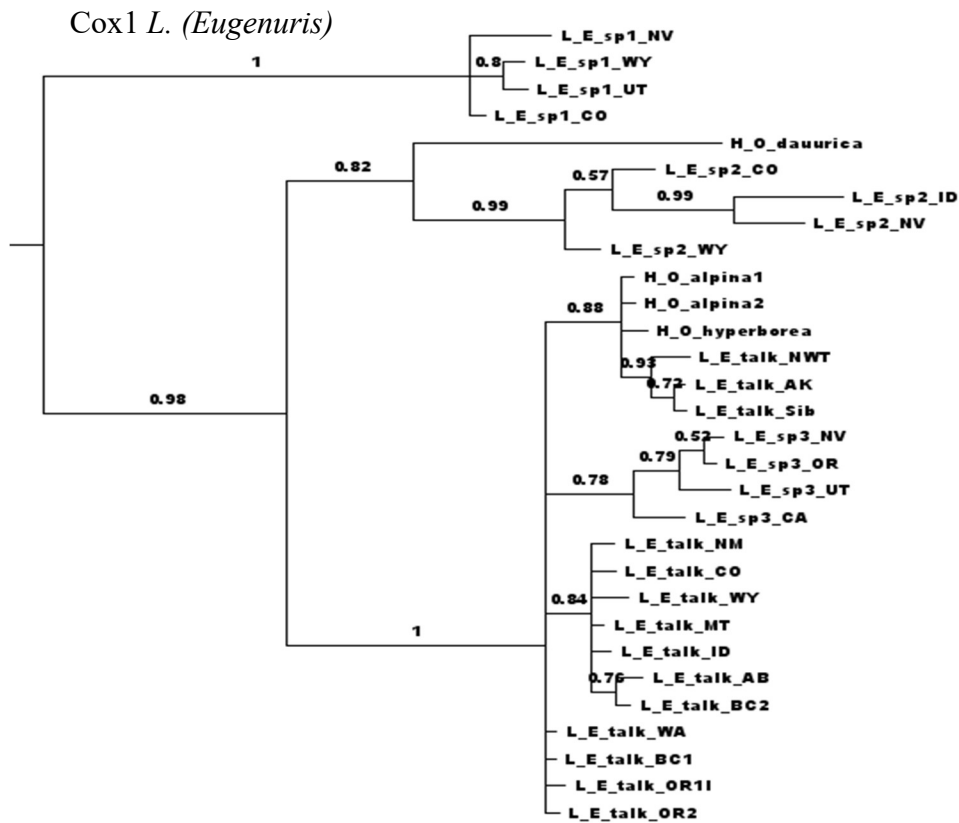 Cox1 L. (Eugenuris)
L_E_sp1_NV
1
0.8
L_E_sp1_WY
L_E_sp1_UT
L_E_sp1_CO
H_O_dauurica
0.82
L_E_sp2_CO
0.57
0.99
L_E_sp2_ID
0.99
L_E_sp2_NV
L_E_sp2_WY
H_O_alpina1
0.88
H_O_alpina2
H_O_hyperborea
0.93
L_E_talk_NWT
0.72
L_E_talk_AK
0.98
L_E_talk_Sib
0.52
L_E_sp3_NV
0.79
L_E_sp3_OR
0.78
L_E_sp3_UT
L_E_sp3_CA
L_E_talk_NM
L_E_talk_CO
0.84
L_E_talk_WY
L_E_talk_MT
1
L_E_talk_ID
0.76
L_E_talk_AB
L_E_talk_BC2
L_E_talk_WA
L_E_talk_BC1
L_E_talk_OR1I
L_E_talk_OR2